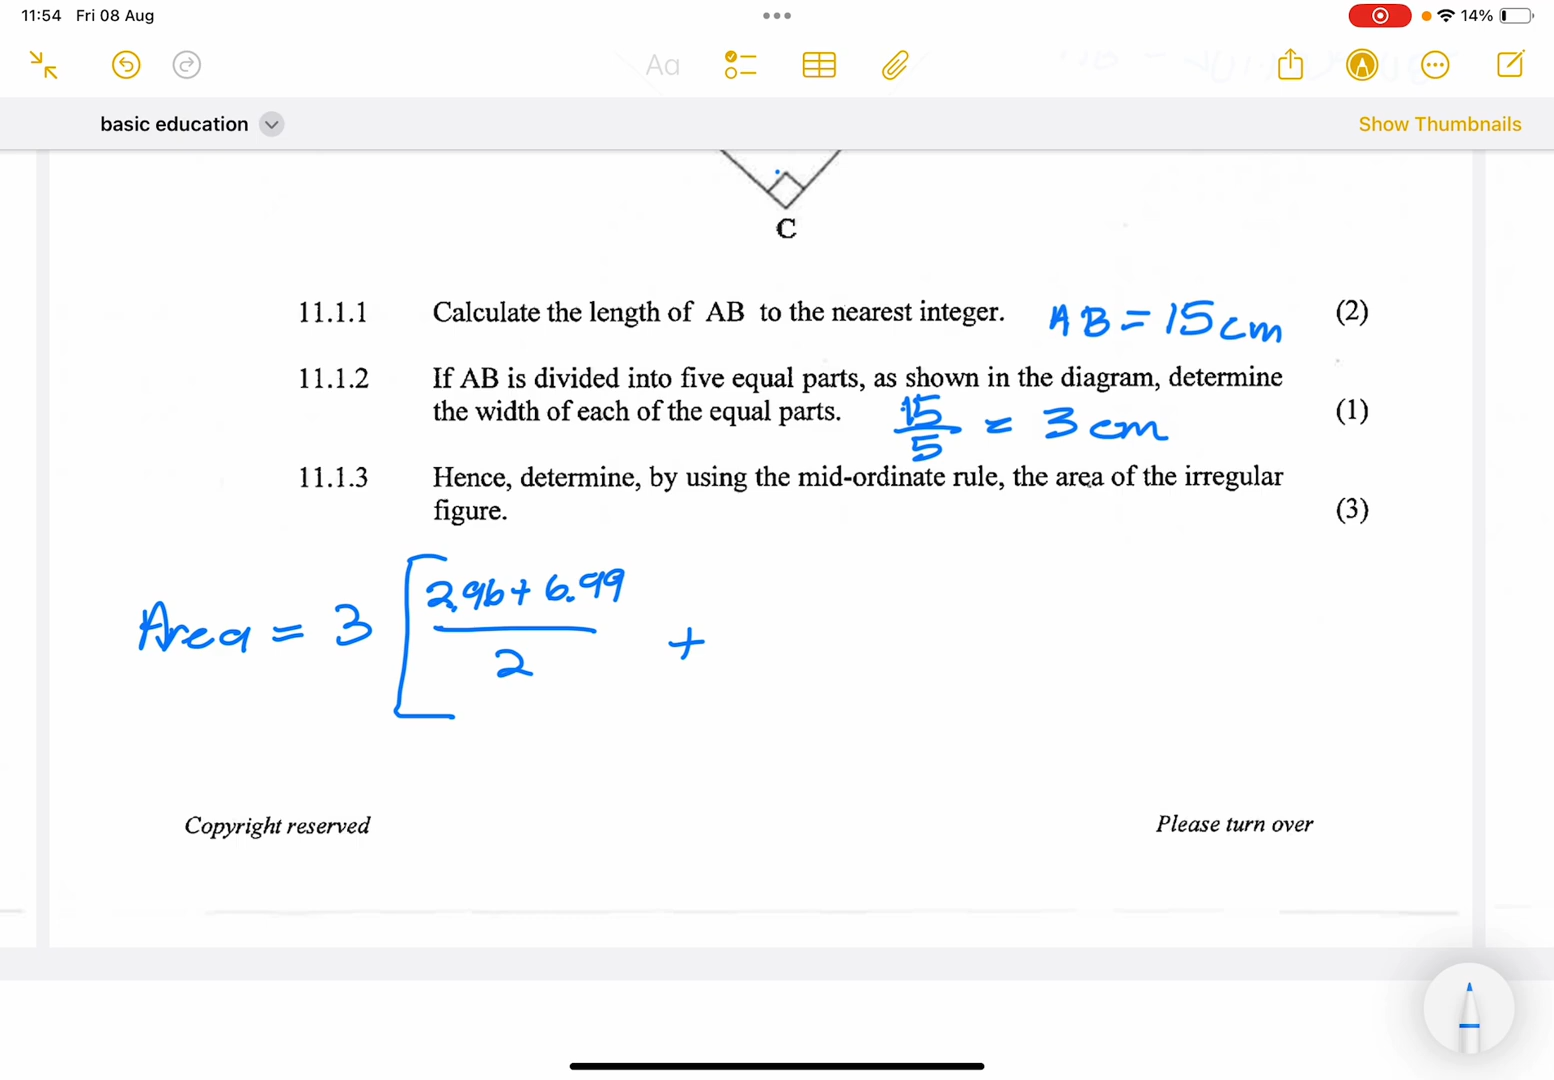 11:54 Fri 08 Aug
14%
Aa
basic education
Show Thumbnails
C
11.1.1 Calculate the length of AB to the nearest integer. AB = 15cm (2)
11.1.2 If AB is divided into five equal parts, as shown in the diagram, determine
the width of each of the equal parts. 15/5 = 3 cm (1)
11.1.3 Hence, determine, by using the mid-ordinate rule, the area of the irregular
figure. (3)
Area = 3 [ 2.96 + 6.99
2
+
Copyright reserved Please turn over